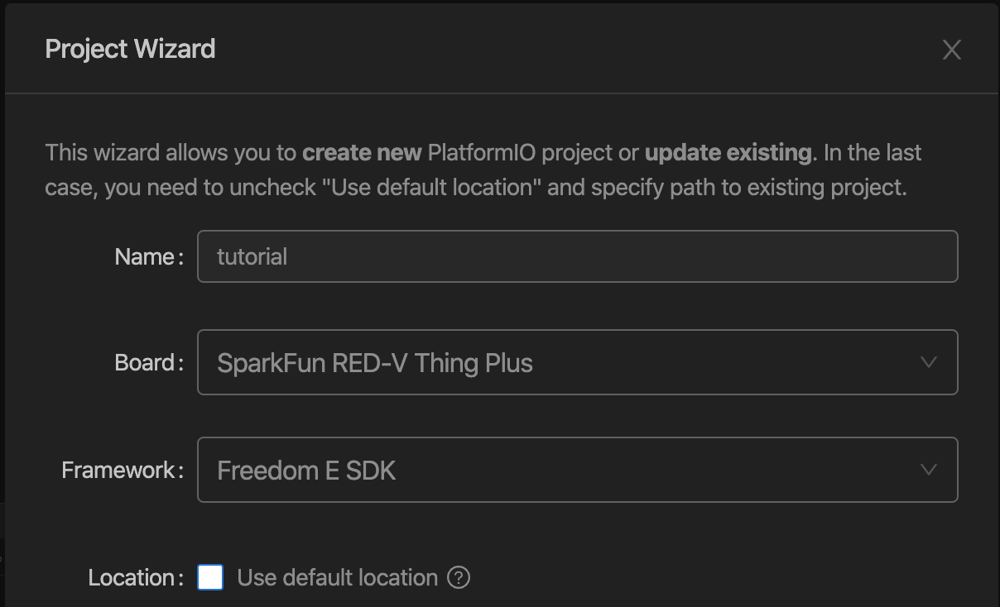 Project Wizard
This wizard allows you to create new PlatformIO project or update existing. In the last
case, you need to uncheck "Use default location" and specify path to existing project.
Name: tutorial
Board: SparkFun RED-V Thing Plus
Framework: Freedom E SDK
Location: Use default location ?